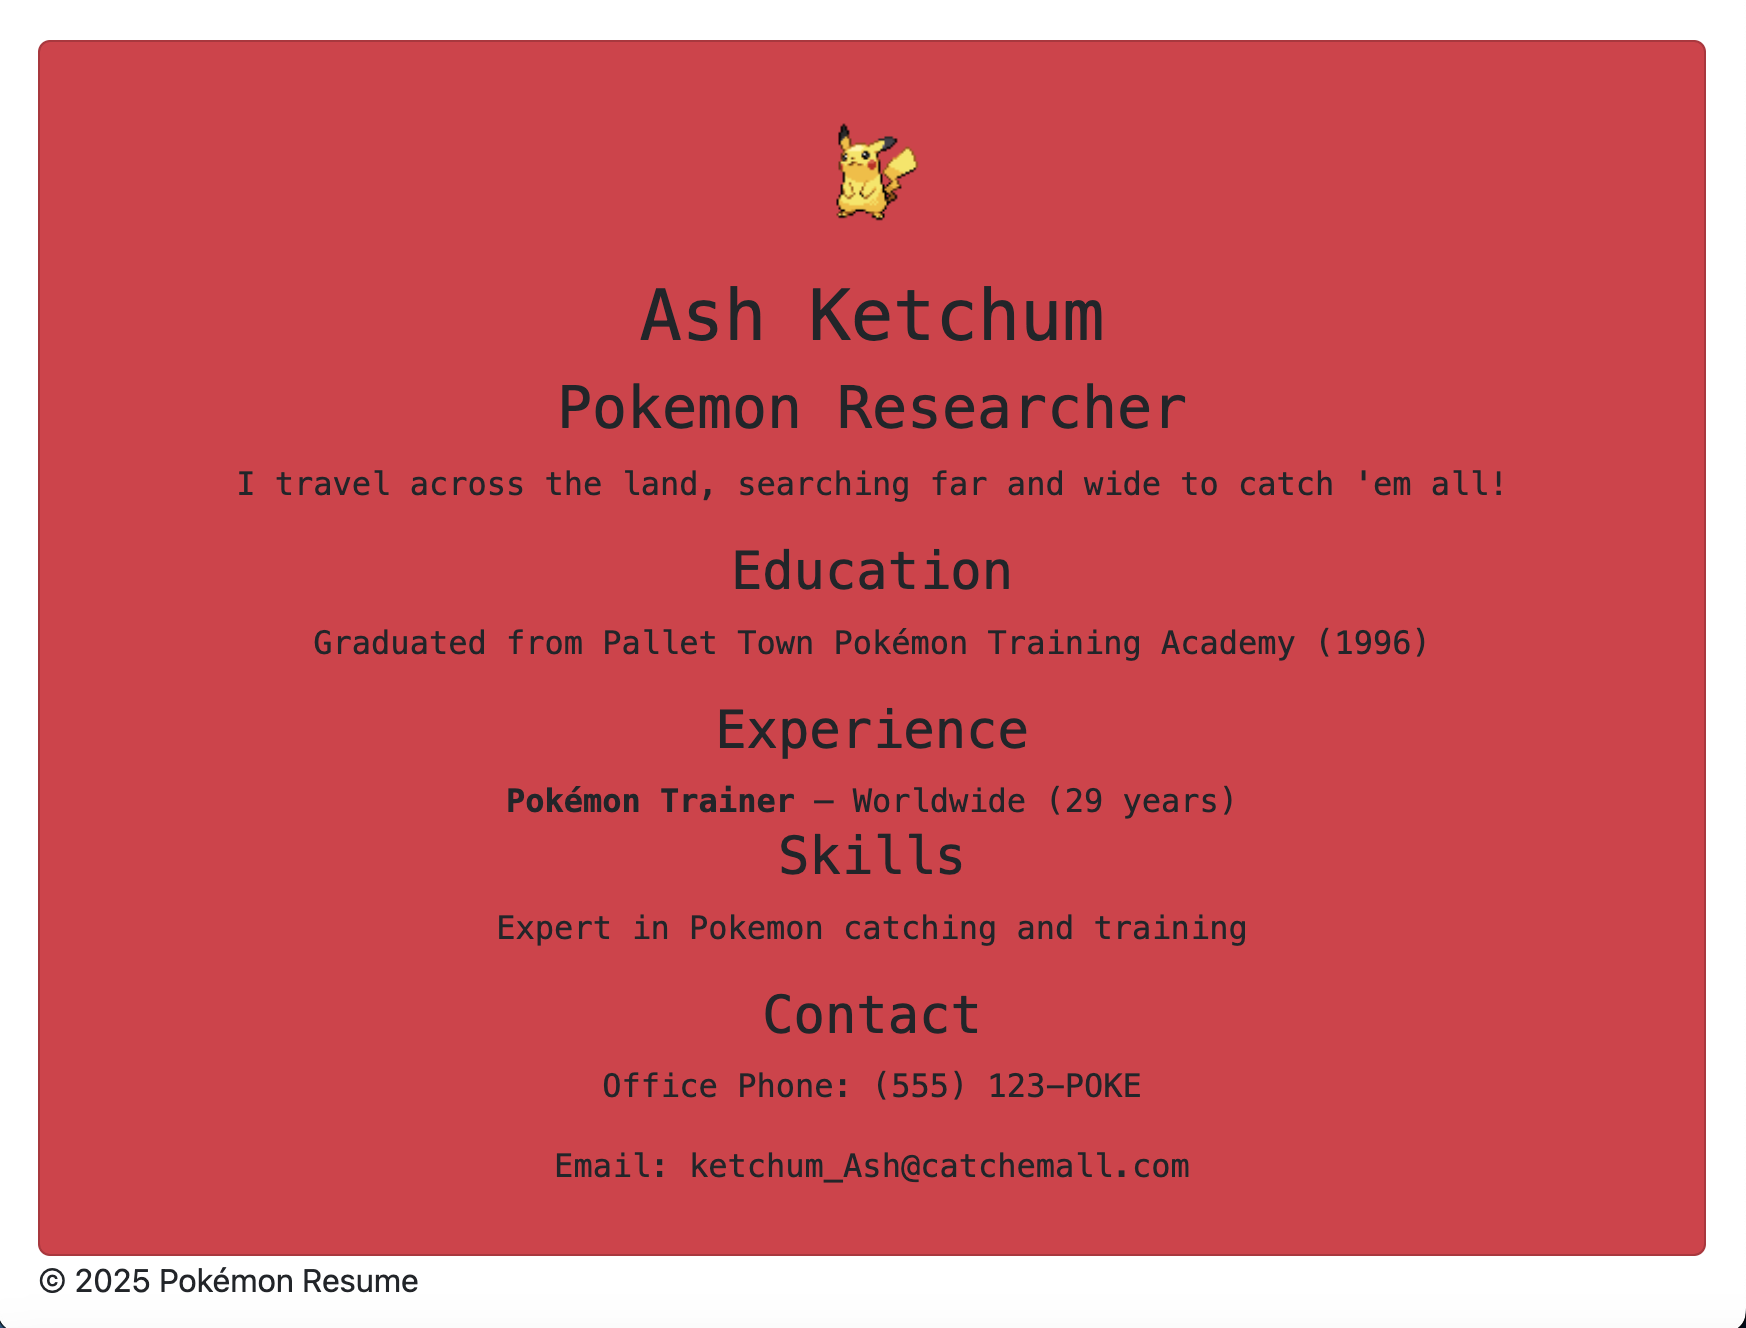 Ash Ketchum
Pokemon Researcher
I travel across the land, searching far and wide to catch 'em all!
Education
Graduated from Pallet Town Pokémon Training Academy (1996)
Experience
Pokémon Trainer – Worldwide (29 years)
Skills
Expert in Pokemon catching and training
Contact
Office Phone: (555) 123-POKE
Email: ketchum_Ash@catchemall.com
© 2025 Pokémon Resume